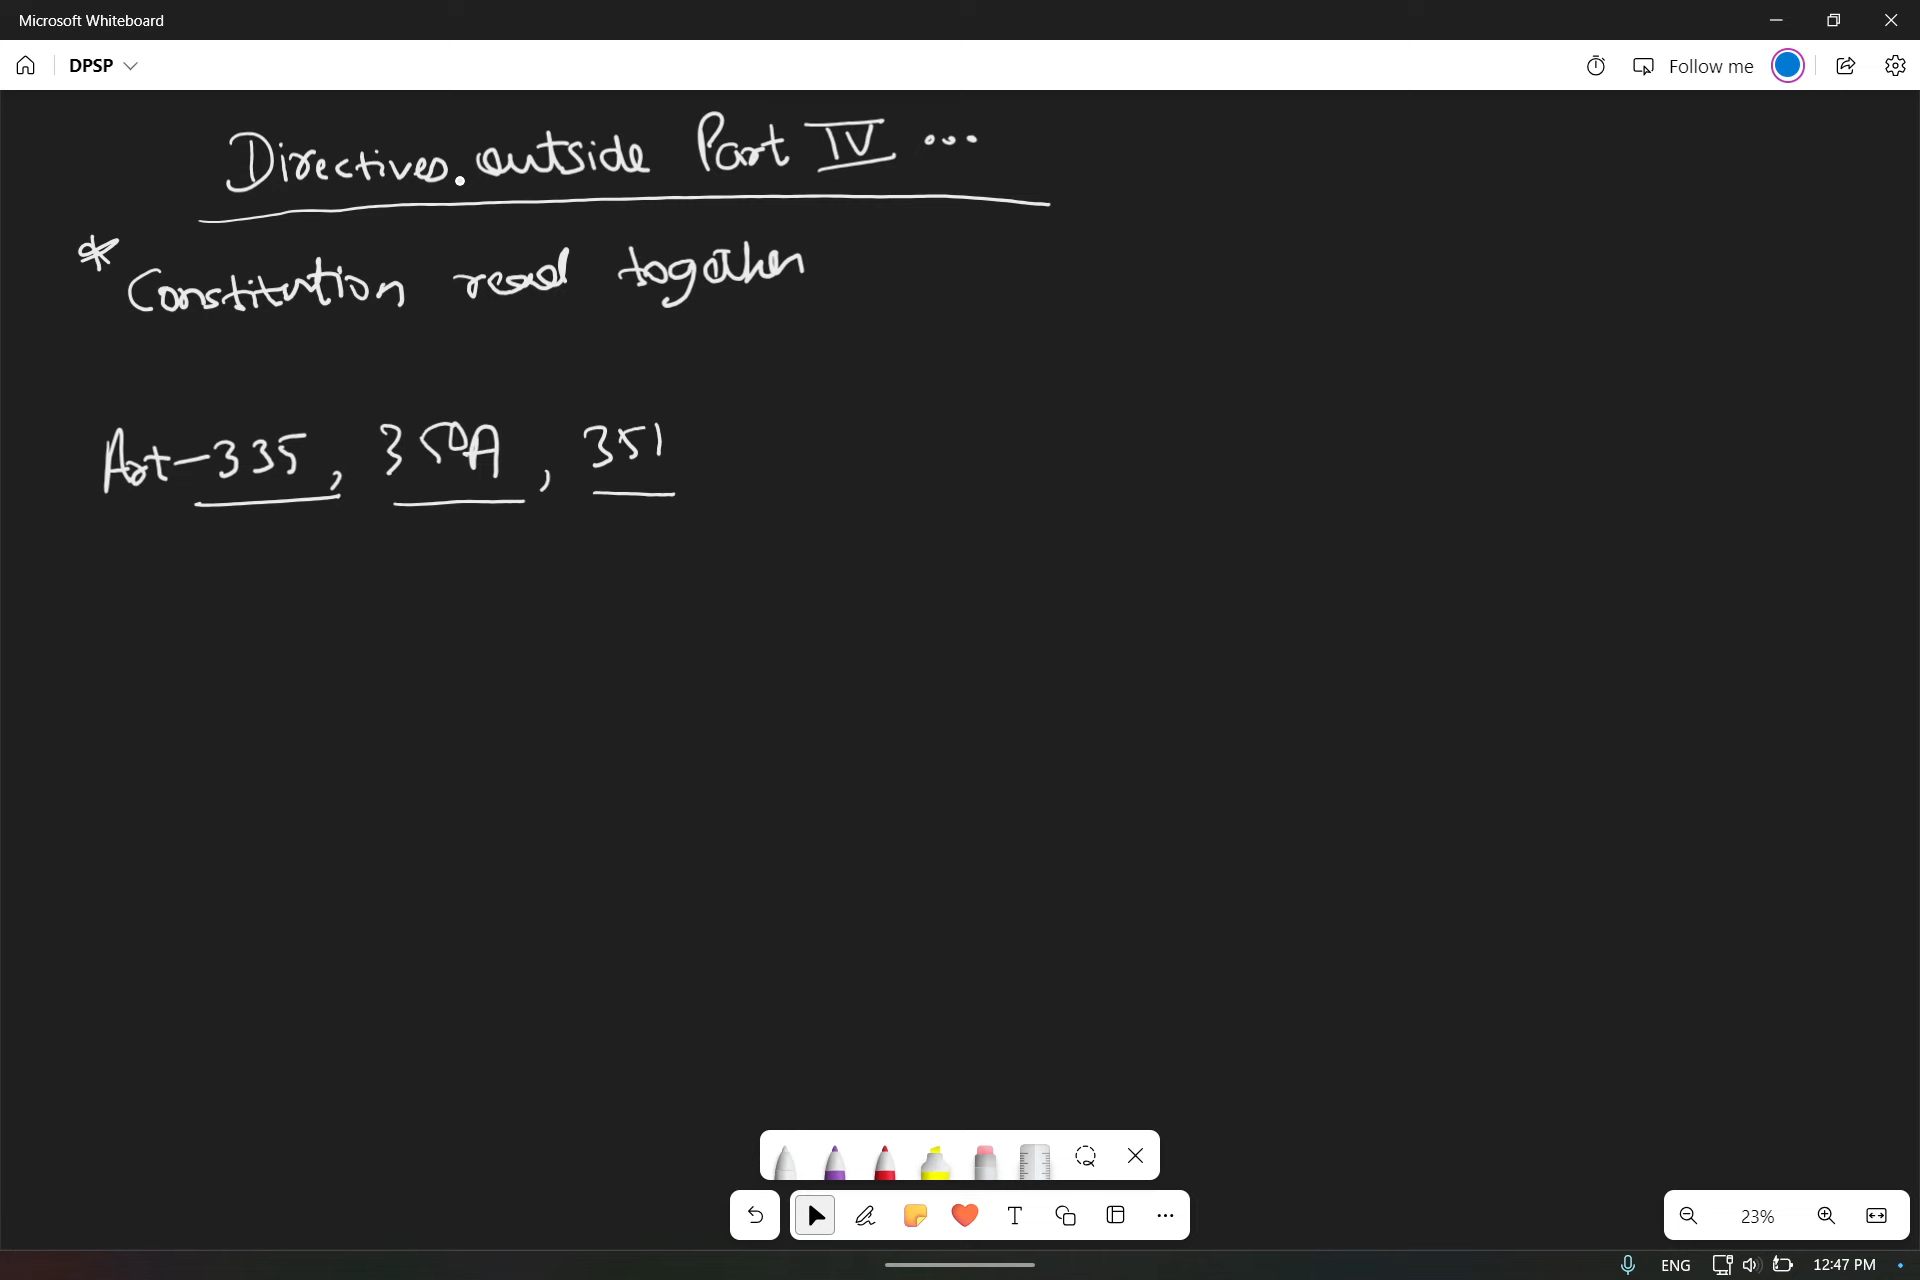 Microsoft Whiteboard
DPSP
Follow me
Directives. outside Part IV ...
* Constitution read together
Art-335, 350A, 351
23%
ENG
12:47 PM